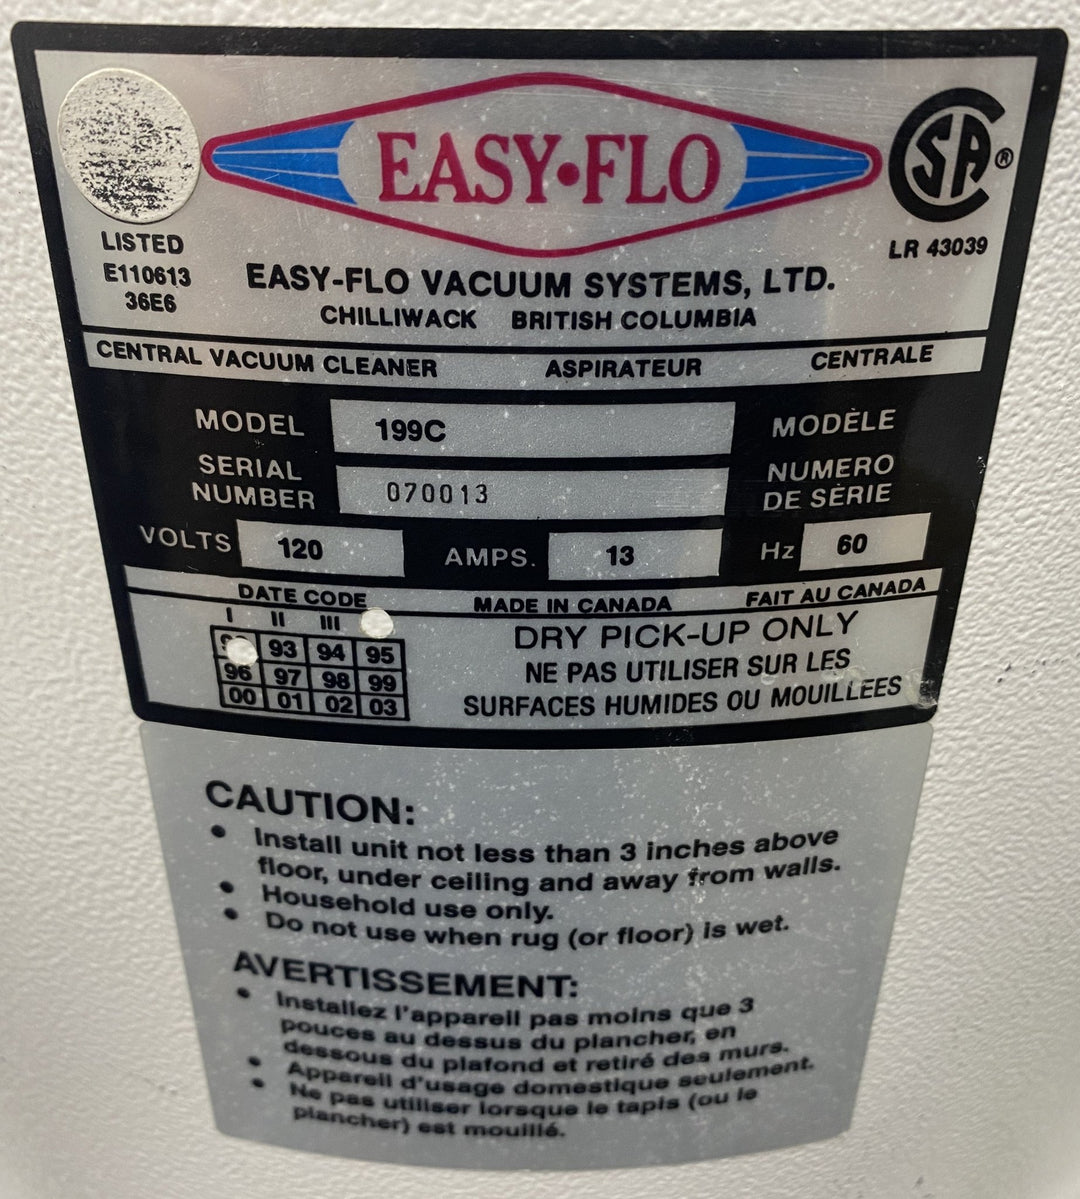 EASY•FLO
CSA ®
LISTED
E110613
36E6
LR 43039
EASY-FLO VACUUM SYSTEMS, LTD.
CHILLIWACK BRITISH COLUMBIA
CENTRAL VACUUM CLEANER ASPIRATEUR CENTRALE
MODEL 199C MODÈLE
SERIAL NUMERO
NUMBER 070013 DE SÈRIE
VOLTS 120 AMPS. 13 Hz 60
DATE CODE MADE IN CANADA FAIT AU CANADA
I II III
93 94 95
96 97 98 99
00 01 02 03
DRY PICK-UP ONLY
NE PAS UTILISER SUR LES
SURFACES HUMIDES OU MOUILLEES
CAUTION:
• Install unit not less than 3 inches above
floor, under ceiling and away from walls.
• Household use only.
• Do not use when rug (or floor) is wet.
AVERTISSEMENT:
• Installez l'appareil pas moins que 3
pouces au dessus du plancher, en
dessous du plafond et retiré des murs.
• Appareil d'usage domestique seulement.
• Ne pas utiliser lorsque le tapis (ou le
plancher) est mouillé.